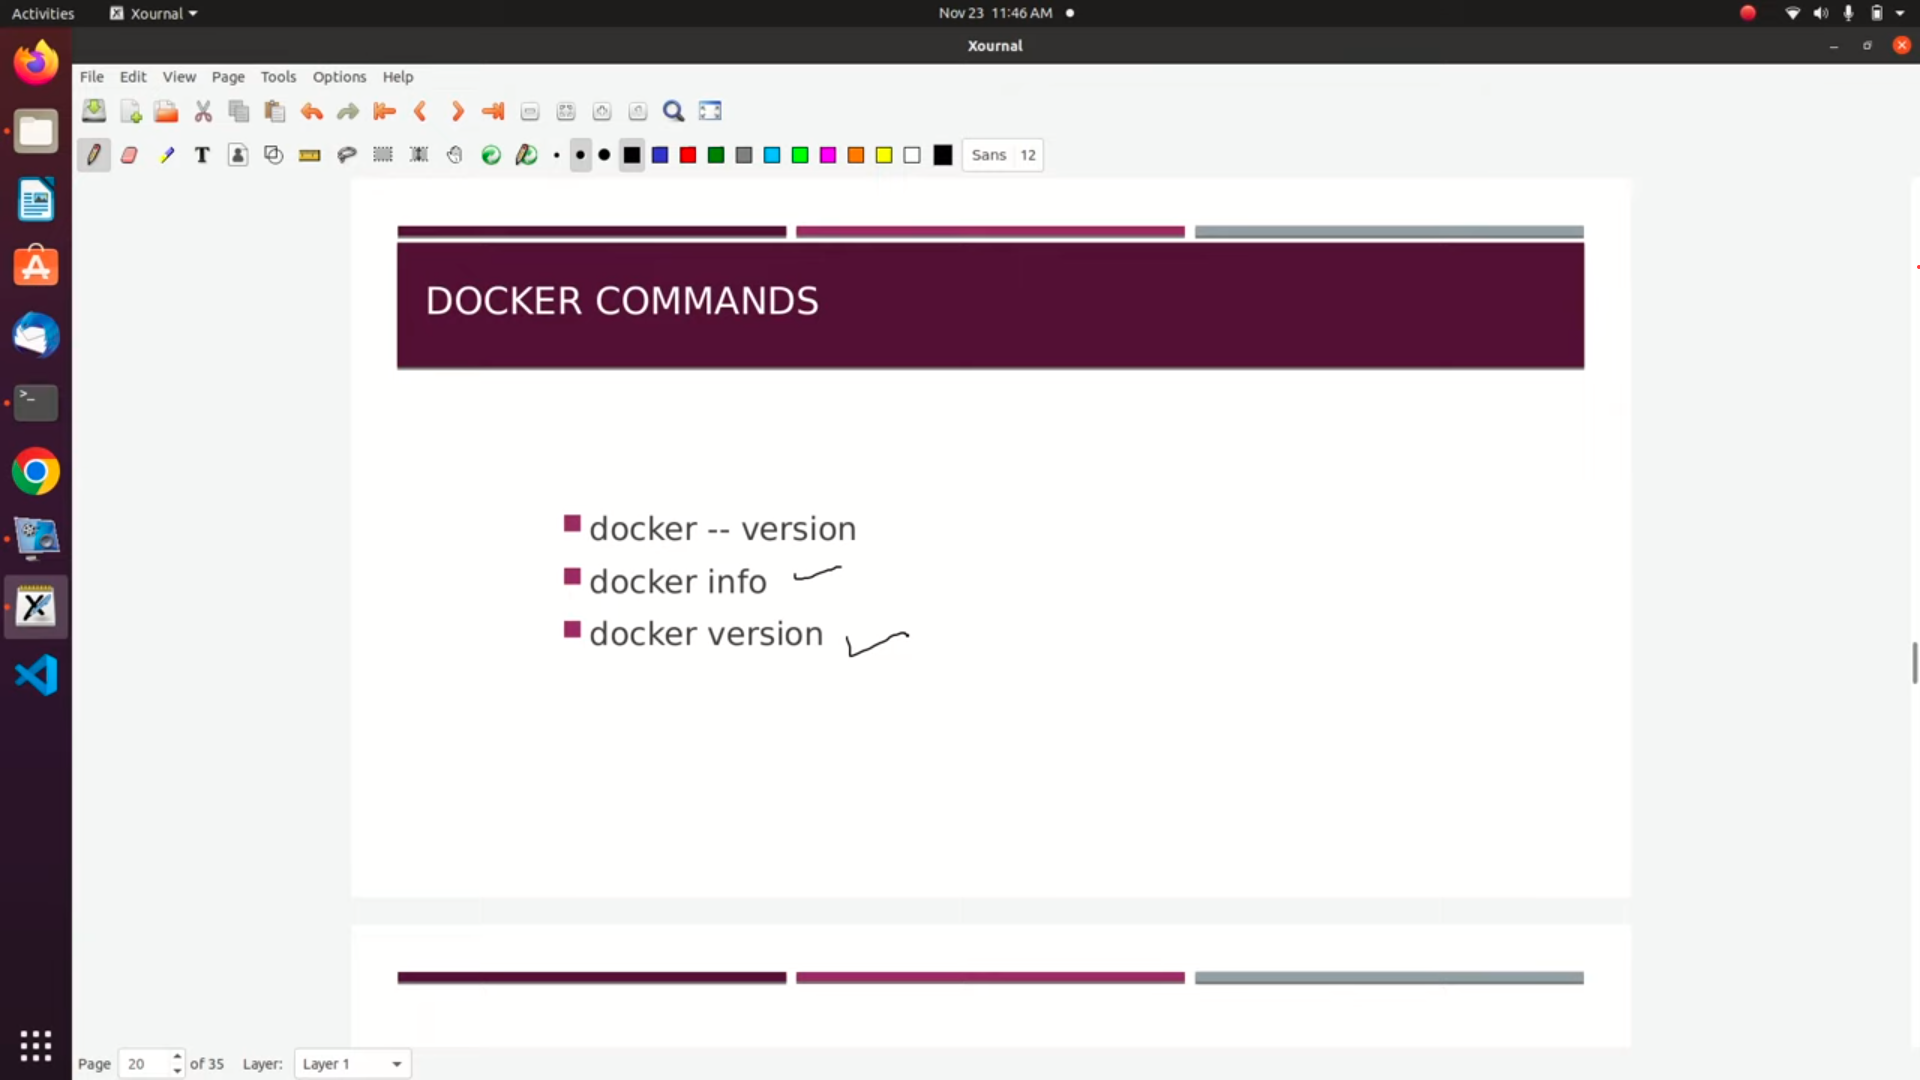 Activities Xournal Nov 23 11:46 AM
Xournal
File Edit View Page Tools Options Help
T Sans 12
DOCKER COMMANDS
docker -- version
docker info
docker version
Page 20 of 35 Layer: Layer 1